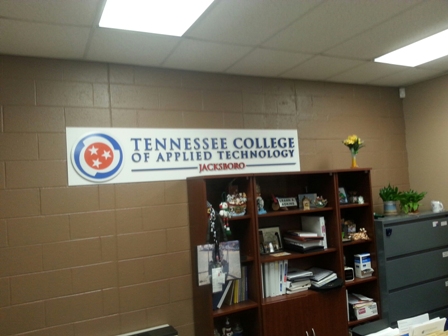 TENNESSEE COLLEGE
OF APPLIED TECHNOLOGY
JACKSBORO